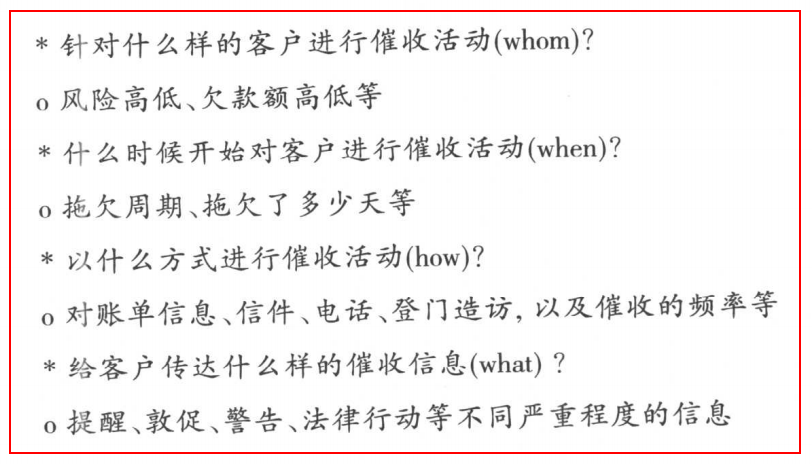 * 针对什么样的客户进行催收活动(whom)?
o 风险高低、欠款额高低等
* 什么时候开始对客户进行催收活动(when)?
o 拖欠周期、拖欠了多少天等
* 以什么方式进行催收活动(how)?
o 对账单信息、信件、电话、登门造访, 以及催收的频率等
* 给客户传达什么样的催收信息(what) ?
o 提醒、敦促、警告、法律行动等不同严重程度的信息